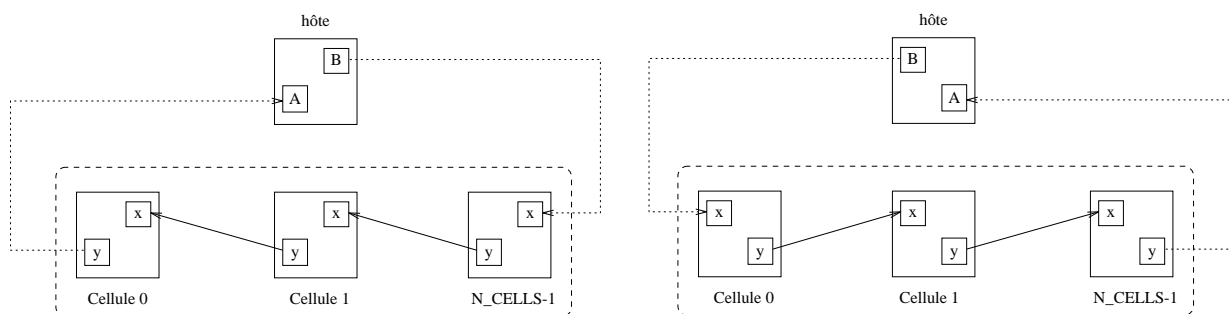 hôte
B
A
x
x
x
y
y
y
Cellule 0
Cellule 1
N_CELLS-1
hôte
B
A
x
x
x
y
y
y
Cellule 0
Cellule 1
N_CELLS-1